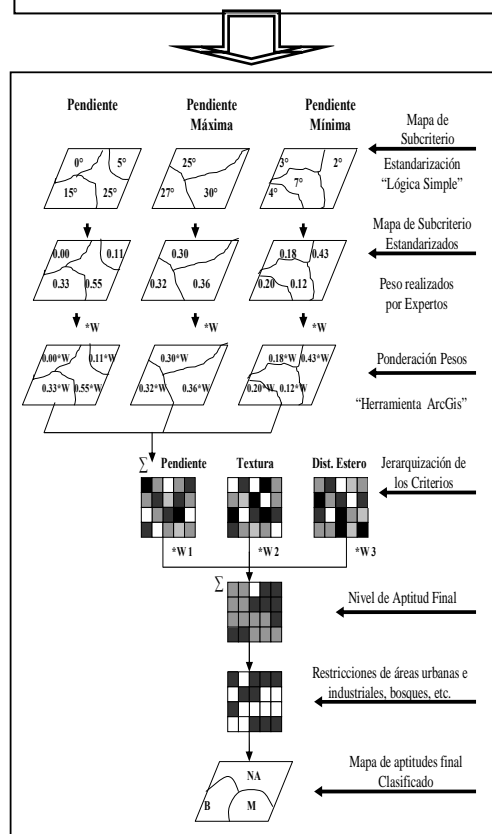 Pendiente
Pendiente
Máxima
Pendiente
Mínima
Mapa de
Subcriterio
0° 5°
15° 25°
25°
27° 30°
3° 2°
7°
4°
Estandarización
“Lógica Simple”
0.00 0.11
0.33 0.55
0.30
0.32 0.36
0.18 0.43
0.20 0.12
Mapa de Subcriterio
Estandarizados
Peso realizados
por Expertos
*W *W *W
0.00*W 0.11*W
0.33*W 0.55*W
0.30*W
0.32*W 0.36*W
0.18*W 0.43*W
0.20*W 0.12*W
Ponderación Pesos
“Herramienta ArcGis”
∑ Pendiente Textura Dist. Estero
Jerarquización de
los Criterios
*W 1 *W 2 *W 3
∑
Nivel de Aptitud Final
Restricciones de áreas urbanas e
industriales, bosques, etc.
Mapa de aptitudes final
Clasificado
NA
B M